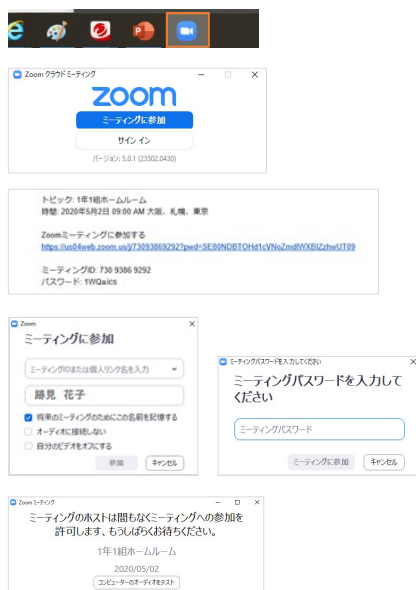 Zoom クラウド ミーティング
zoom
ミーティングに参加
サインイン
バージョン: 5.0.1 (23502.0430)
トピック: 1年1組ホームルーム
時間: 2020年5月2日 09:00 AM 大阪、札幌、東京
Zoomミーティングに参加する
https://us04web.zoom.us/j/73093869292?pwd=SE80NDBTOHd1cVNoZmdlWXBIZzhwUT09
ミーティングID: 730 9386 9292
パスワード: 1WQaics
Zoom
ミーティングに参加
ミーティングIDまたは個人リンク名を入力
跡見 花子
将来のミーティングのためにこの名前を記憶する
オーディオに接続しない
自分のビデオをオフにする
参加 キャンセル
ミーティングパスワードを入力してください
ミーティングパスワードを入力して
ください
ミーティングパスワード
ミーティングに参加 キャンセル
Zoom ミーティング
ミーティングのホストは間もなくミーティングへの参加を
許可します、もうしばらくお待ちください。
1年1組ホームルーム
2020/05/02
コンピューターのオーディオをテスト